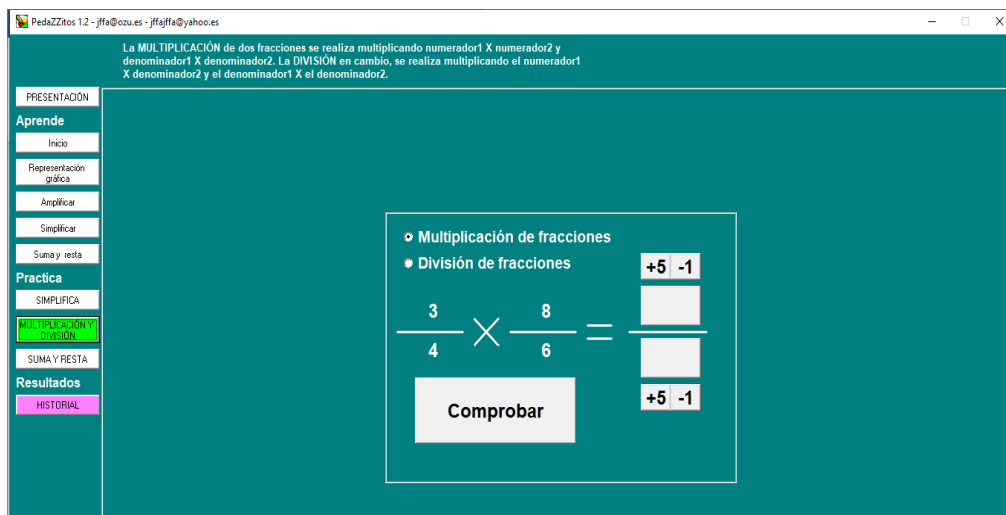 PedaZZitos 1.2 - jffa@ozu.es - jffajffa@yahoo.es
La MULTIPLICACIÓN de dos fracciones se realiza multiplicando numerador1 X numerador2 y
denominador1 X denominador2. La DIVISIÓN en cambio, se realiza multiplicando el numerador1
X denominador2 y el denominador1 X el denominador2.
PRESENTACIÓN
Aprende
Inicio
Representación
gráfica
Amplificar
Simplificar
Suma y resta
Practica
SIMPLIFICA
MULTIPLICACIÓN Y
DIVISIÓN
SUMA Y RESTA
Resultados
HISTORIAL
Multiplicación de fracciones
División de fracciones
+5 -1
3 8
× =
4 6
+5 -1
Comprobar